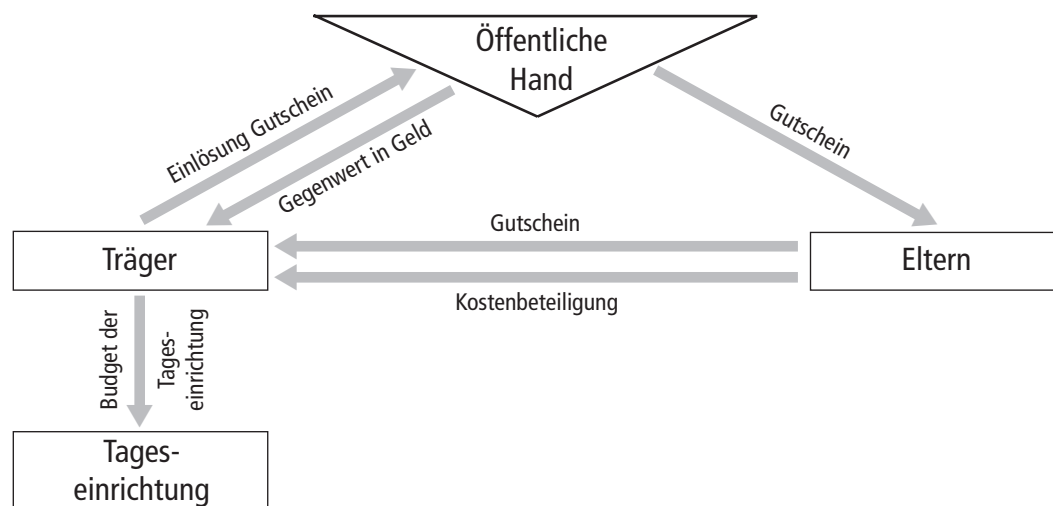 Öffentliche
Hand
Einlösung Gutschein
Gegenwert in Geld
Gutschein
Gutschein
Träger
Eltern
Kostenbeteiligung
Budget der
Tages-
einrichtung
Tages-
einrichtung